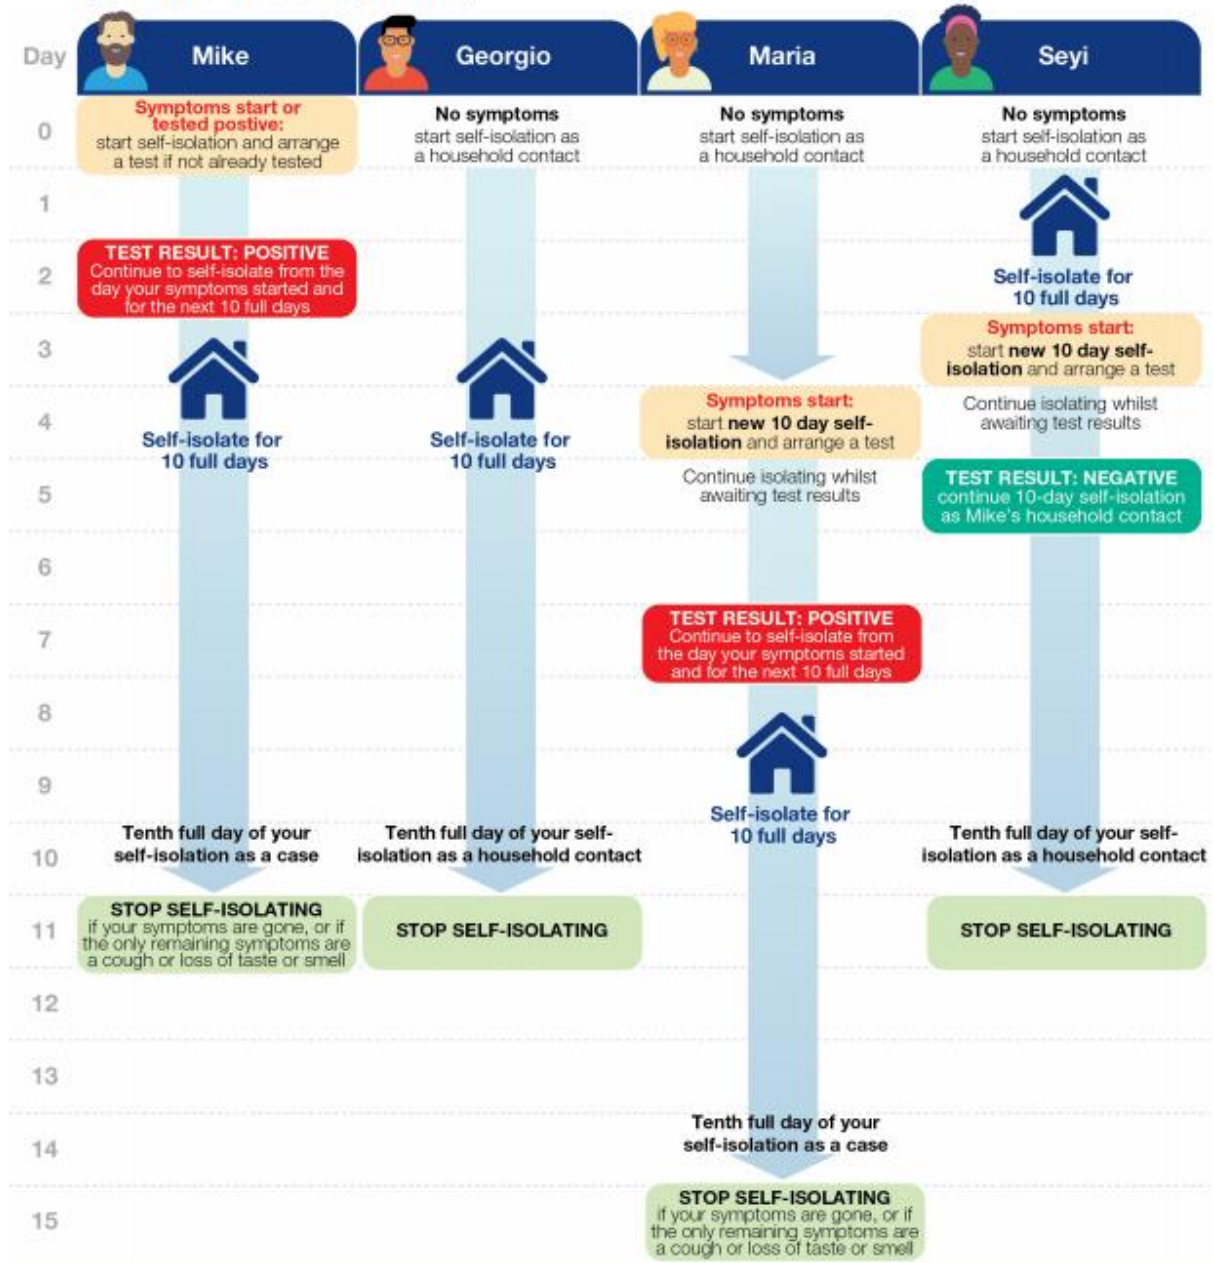 Day
Mike
Georgio
Maria
Seyi
0
Symptoms start or
tested postive:
start self-isolation and arrange
a test if not already tested
No symptoms
start self-isolation as
a household contact
No symptoms
start self-isolation as
a household contact
No symptoms
start self-isolation as
a household contact
1
2
TEST RESULT: POSITIVE
Continue to self-isolate from the
day your symptoms started and
for the next 10 full days
Self-isolate for
10 full days
3
Symptoms start:
start new 10 day self-
isolation and arrange a test
4
Self-isolate for
10 full days
Self-isolate for
10 full days
Symptoms start:
start new 10 day self-
isolation and arrange a test
Continue isolating whilst
awaiting test results
5
Continue isolating whilst
awaiting test results
TEST RESULT: NEGATIVE
continue 10-day self-isolation
as Mike's household contact
6
7
TEST RESULT: POSITIVE
Continue to self-isolate from
the day your symptoms started
and for the next 10 full days
8
9
Self-isolate for
10 full days
10
Tenth full day of your
self-isolation as a case
Tenth full day of your self-
isolation as a household contact
Tenth full day of your self-
isolation as a household contact
11
STOP SELF-ISOLATING
if your symptoms are gone, or if
the only remaining symptoms are
a cough or loss of taste or smell
STOP SELF-ISOLATING
STOP SELF-ISOLATING
12
13
14
Tenth full day of your
self-isolation as a case
15
STOP SELF-ISOLATING
if your symptoms are gone, or if
the only remaining symptoms are
a cough or loss of taste or smell